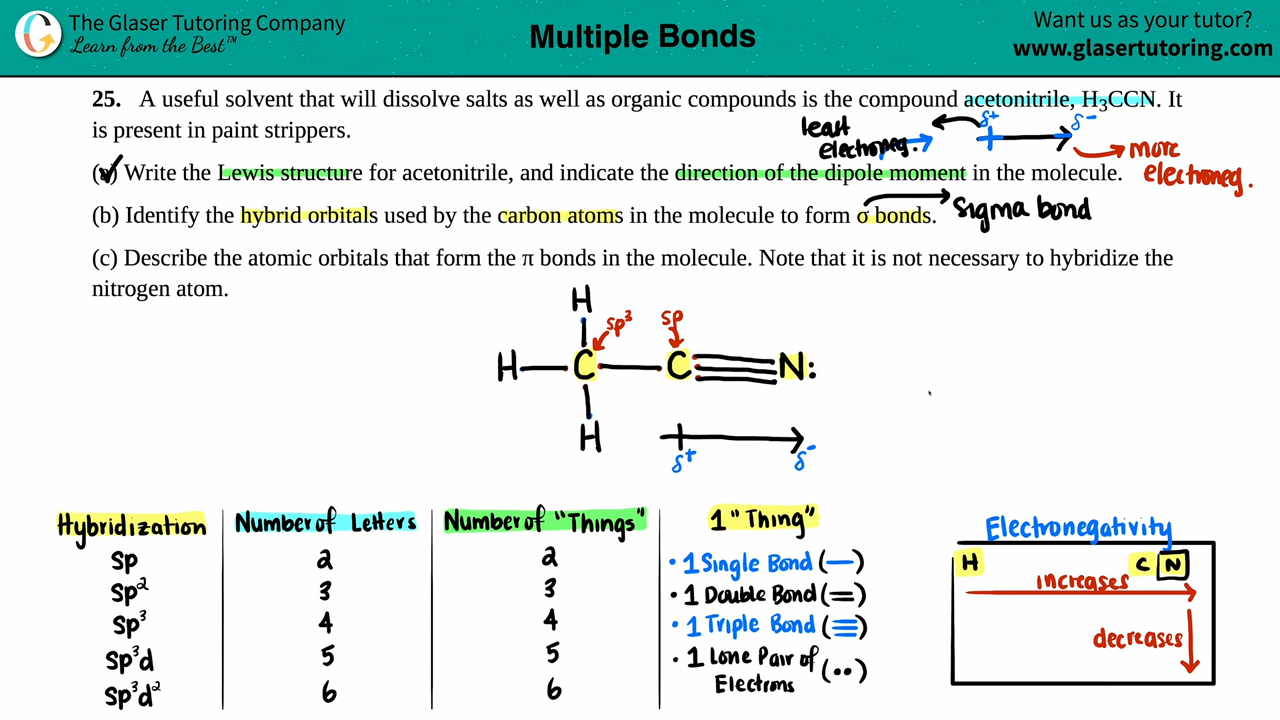 The Glaser Tutoring Company
Learn from the Best™
Multiple Bonds
Want us as your tutor?
www.glasertutoring.com
25. A useful solvent that will dissolve salts as well as organic compounds is the compound acetonitrile, H₃CCN. It
is present in paint strippers.
least
electroneg.
δ+
δ-
more
electroneg.
(a) Write the Lewis structure for acetonitrile, and indicate the direction of the dipole moment in the molecule.
(b) Identify the hybrid orbitals used by the carbon atoms in the molecule to form σ bonds.
sigma bond
(c) Describe the atomic orbitals that form the π bonds in the molecule. Note that it is not necessary to hybridize the
nitrogen atom.
H
sp³
sp
H—C—C≡N:
H
δ+
δ-
Hybridization Number of Letters Number of "Things" 1 "Thing"
sp 2 2 · 1 Single Bond (—)
sp² 3 3 · 1 Double Bond (=)
sp³ 4 4 · 1 Triple Bond (≡)
sp³d 5 5 · 1 Lone Pair of
Electrons (··)
sp³d² 6 6
Electronegativity
H C N
increases
decreases